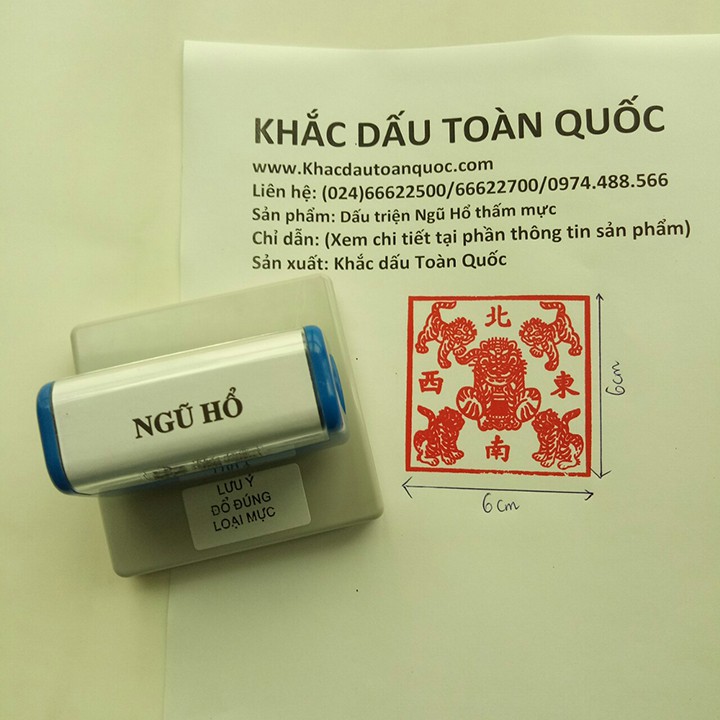 KHẮC DẤU TOÀN QUỐC
www.Khacdautoanquoc.com
Liên hệ: (024)66622500/66622700/0974.488.566
Sản phẩm: Dấu triện Ngũ Hổ thấm mực
Chỉ dẫn: (Xem chi tiết tại phần thông tin sản phẩm)
Sản xuất: Khắc dấu Toàn Quốc
北
西 東
南
6cm
6cm
NGŨ HỔ
LƯU Ý
ĐỔ ĐÚNG
LOẠI MỰC